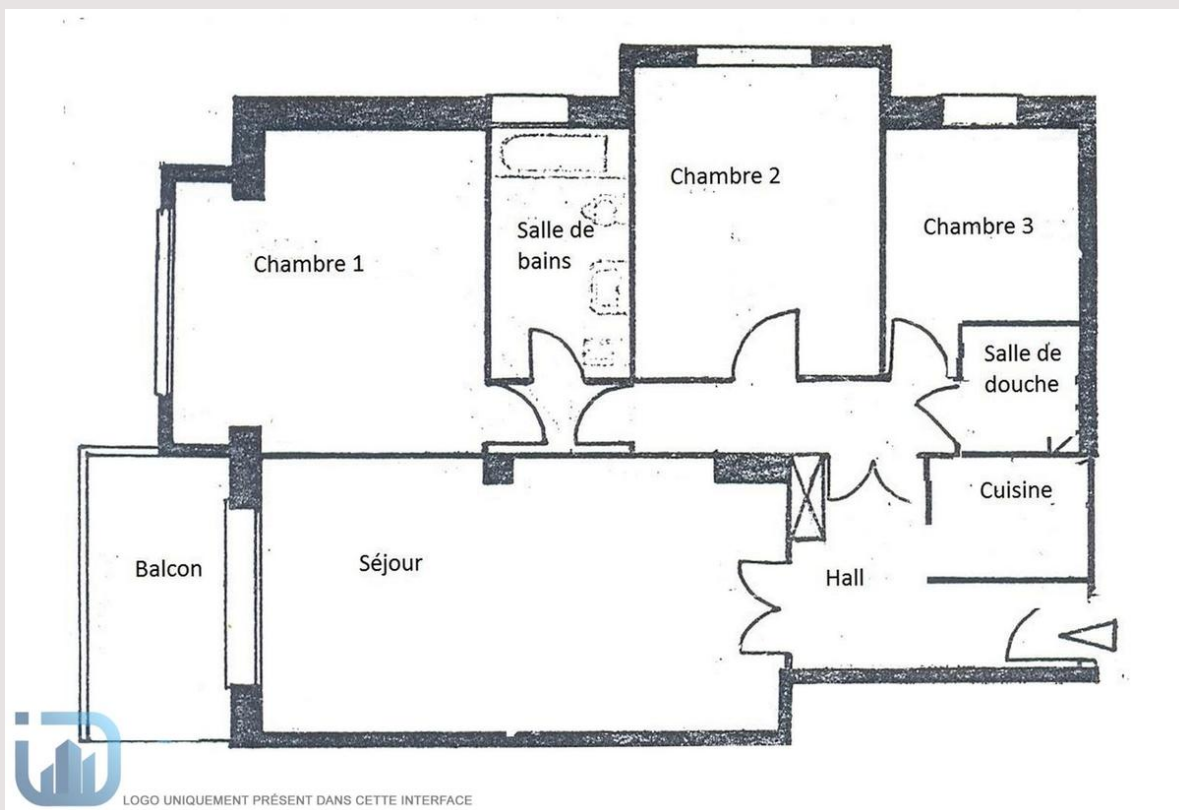 Chambre 2
Chambre 3
Salle de
bains
Chambre 1
Salle de
douche
Cuisine
Séjour
Balcon
Hall
iD
LOGO UNIQUEMENT PRÉSENT DANS CETTE INTERFACE